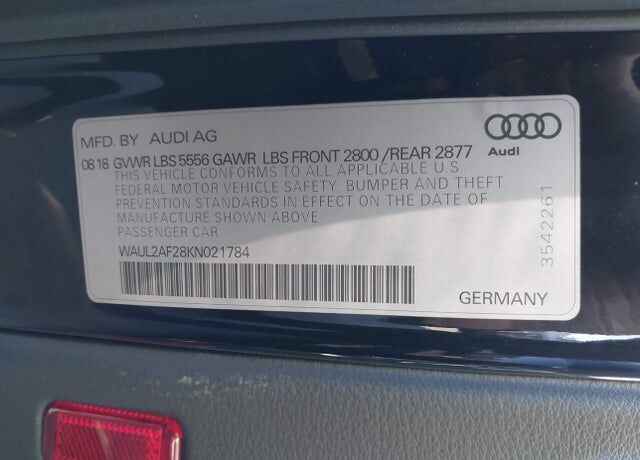 MFD. BY AUDI AG
08 18 GVWR LBS 5556 GAWR LBS FRONT 2800 /REAR 2877
Audi
THIS VEHICLE CONFORMS TO ALL APPLICABLE U.S
FEDERAL MOTOR VEHICLE SAFETY. BUMPER AND THEFT
PREVENTION STANDARDS IN EFFECT ON THE DATE OF
MANUFACTURE SHOWN ABOVE
PASSENGER CAR
WAUL2AF28KN021784
3542261
GERMANY